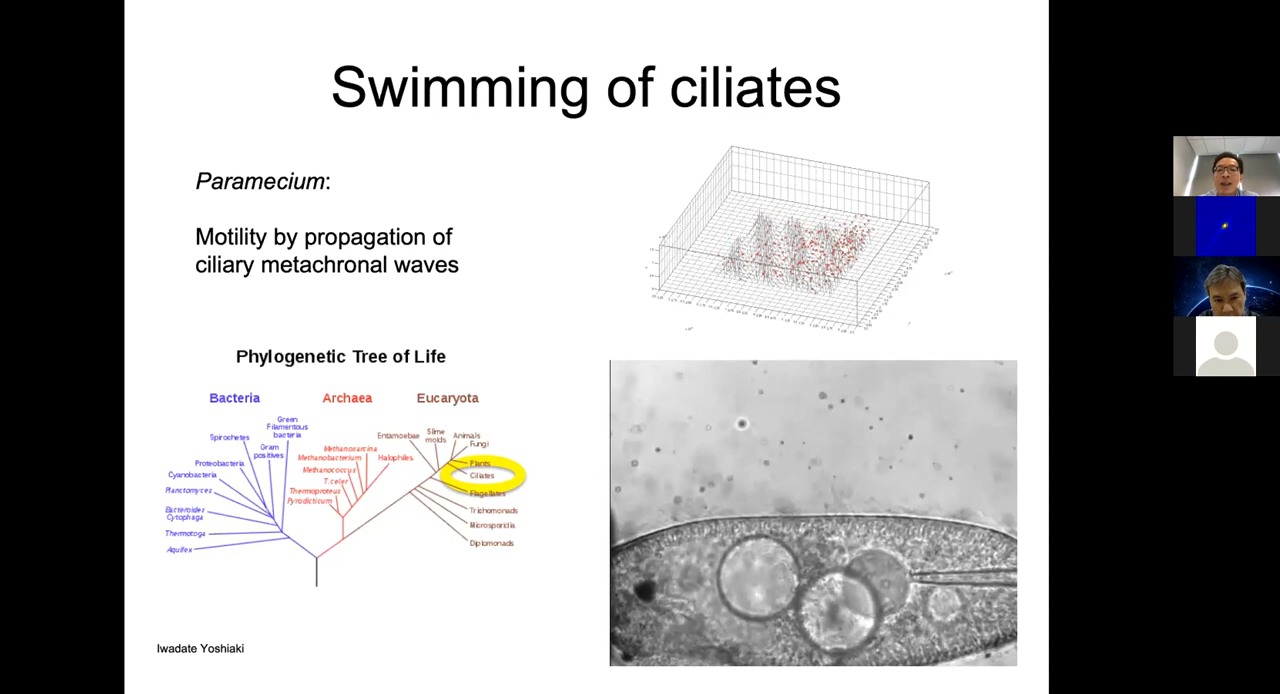 Swimming of ciliates
Paramecium:
Motility by propagation of
ciliary metachronal waves
Phylogenetic Tree of Life
Bacteria
Archaea
Eucaryota
Green
Filamentous
bacteria
Spirochetes
Gram
positives
Proteobacteria
Cyanobacteria
Planctomyces
Bacteroides
Cytophaga
Thermotoga
Aquifex
Methanosarcina
Methanobacterium
Halophiles
Methanococcus
T. celer
Thermoproteus
Pyrodicticum
Entamoebae
Slime
molds
Animals
Fungi
Plants
Ciliates
Flagellates
Trichomonads
Microsporidia
Diplomonads
Iwadate Yoshiaki